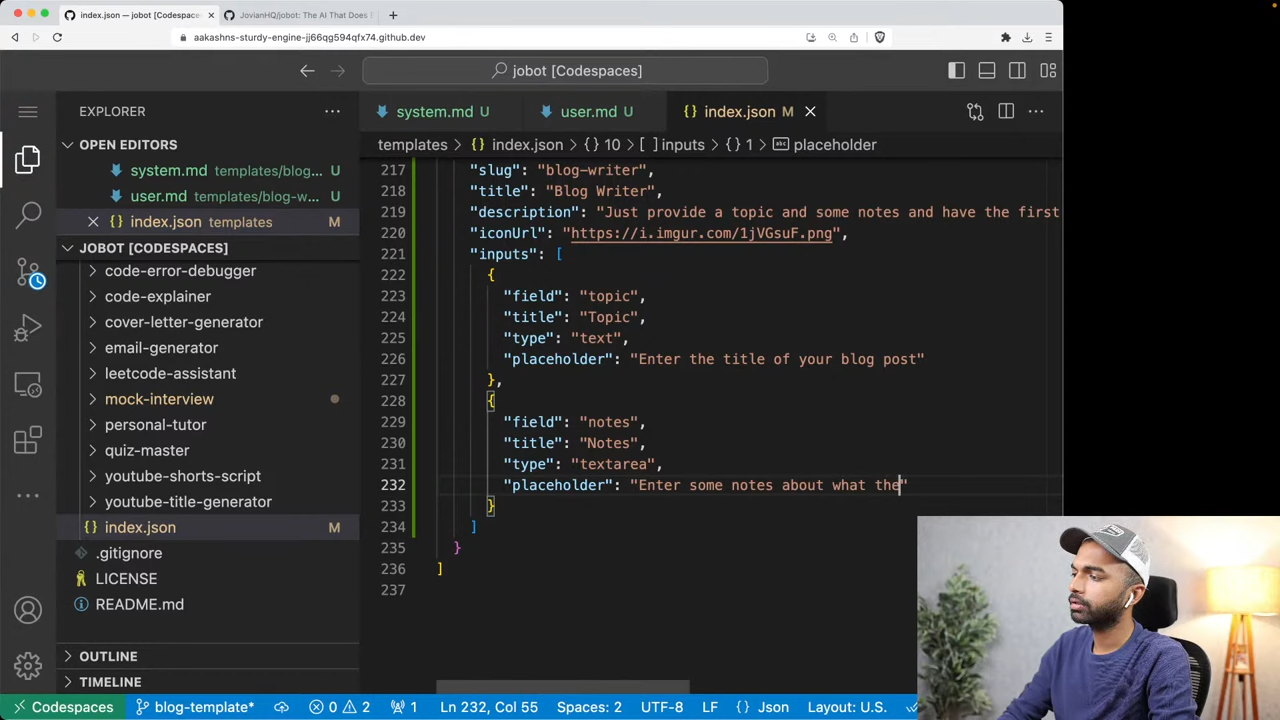 index.json — jobot [Codespaces]
JovianHQ/jobot: The AI That Does E
aakashns-sturdy-engine-jj66qg594qfx74.github.dev
jobot [Codespaces]
EXPLORER
OPEN EDITORS
system.md templates/blog... U
user.md templates/blog-w... U
index.json templates M
JOBOT [CODESPACES]
code-error-debugger
code-explainer
cover-letter-generator
email-generator
leetcode-assistant
mock-interview
personal-tutor
quiz-master
youtube-shorts-script
youtube-title-generator
index.json M
.gitignore
LICENSE
README.md
OUTLINE
TIMELINE
system.md U
user.md U
index.json M
templates > index.json > {} 10 > [ ] inputs > {} 1 > placeholder
217 "slug": "blog-writer",
218 "title": "Blog Writer",
219 "description": "Just provide a topic and some notes and have the first
220 "iconUrl": "https://i.imgur.com/1jVGsuF.png",
221 "inputs": [
222 {
223 "field": "topic",
224 "title": "Topic",
225 "type": "text",
226 "placeholder": "Enter the title of your blog post"
227 },
228 {
229 "field": "notes",
230 "title": "Notes",
231 "type": "textarea",
232 "placeholder": "Enter some notes about what the"
233 }
234 ]
235 }
236 ]
237
Codespaces blog-template* 0 2 1 Ln 232, Col 55 Spaces: 2 UTF-8 LF {} Json Layout: U.S.